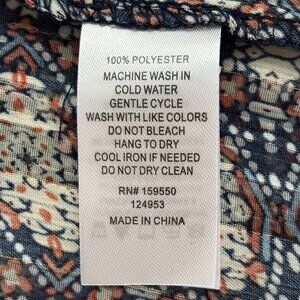 100% POLYESTER
MACHINE WASH IN
COLD WATER
GENTLE CYCLE
WASH WITH LIKE COLORS
DO NOT BLEACH
HANG TO DRY
COOL IRON IF NEEDED
DO NOT DRY CLEAN
RN# 159550
124953
MADE IN CHINA